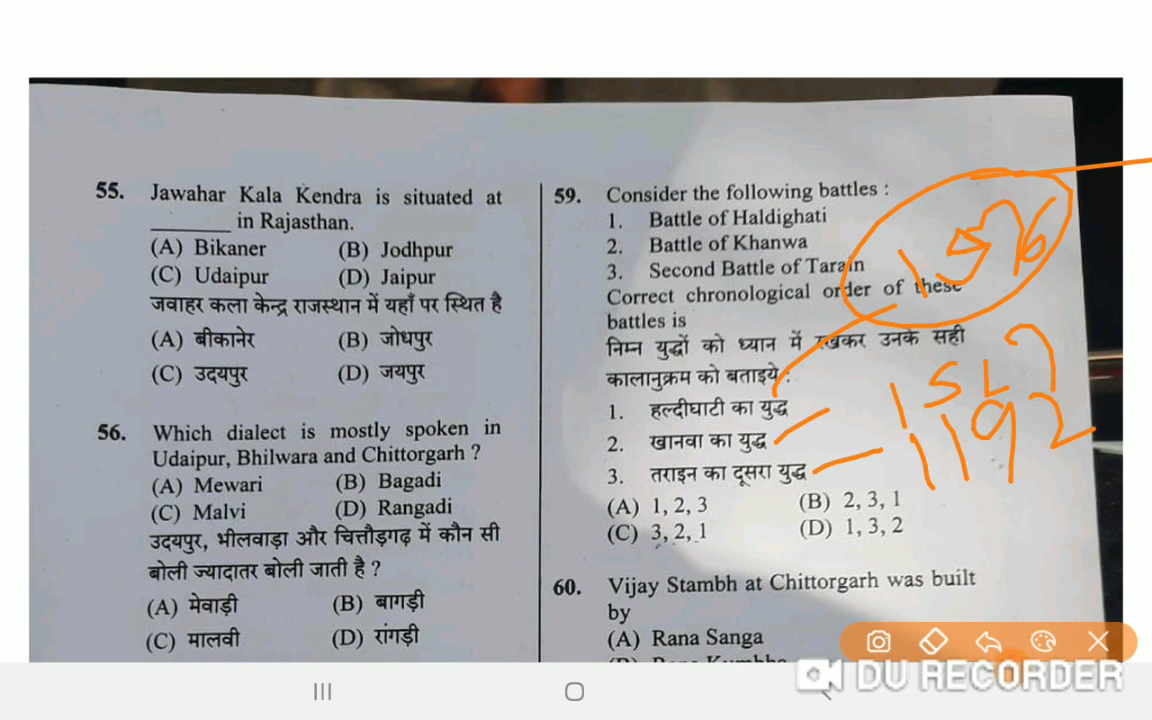 55. Jawahar Kala Kendra is situated at
_______ in Rajasthan.
(A) Bikaner (B) Jodhpur
(C) Udaipur (D) Jaipur
जवाहर कला केन्द्र राजस्थान में यहाँ पर स्थित है
(A) बीकानेर (B) जोधपुर
(C) उदयपुर (D) जयपुर
56. Which dialect is mostly spoken in
Udaipur, Bhilwara and Chittorgarh ?
(A) Mewari (B) Bagadi
(C) Malvi (D) Rangadi
उदयपुर, भीलवाड़ा और चित्तौड़गढ़ में कौन सी
बोली ज्यादातर बोली जाती है ?
(A) मेवाड़ी (B) बागड़ी
(C) मालवी (D) रांगड़ी
59. Consider the following battles :
1. Battle of Haldighati
2. Battle of Khanwa
3. Second Battle of Tarain
Correct chronological order of these
battles is
निम्न युद्धों को ध्यान में रखकर उनके सही
कालानुक्रम को बताइये :
1. हल्दीघाटी का युद्ध
2. खानवा का युद्ध
3. तराइन का दूसरा युद्ध
(A) 1, 2, 3 (B) 2, 3, 1
(C) 3, 2, 1 (D) 1, 3, 2
60. Vijay Stambh at Chittorgarh was built
by
(A) Rana Sanga
1576
1192
DU RECORDER